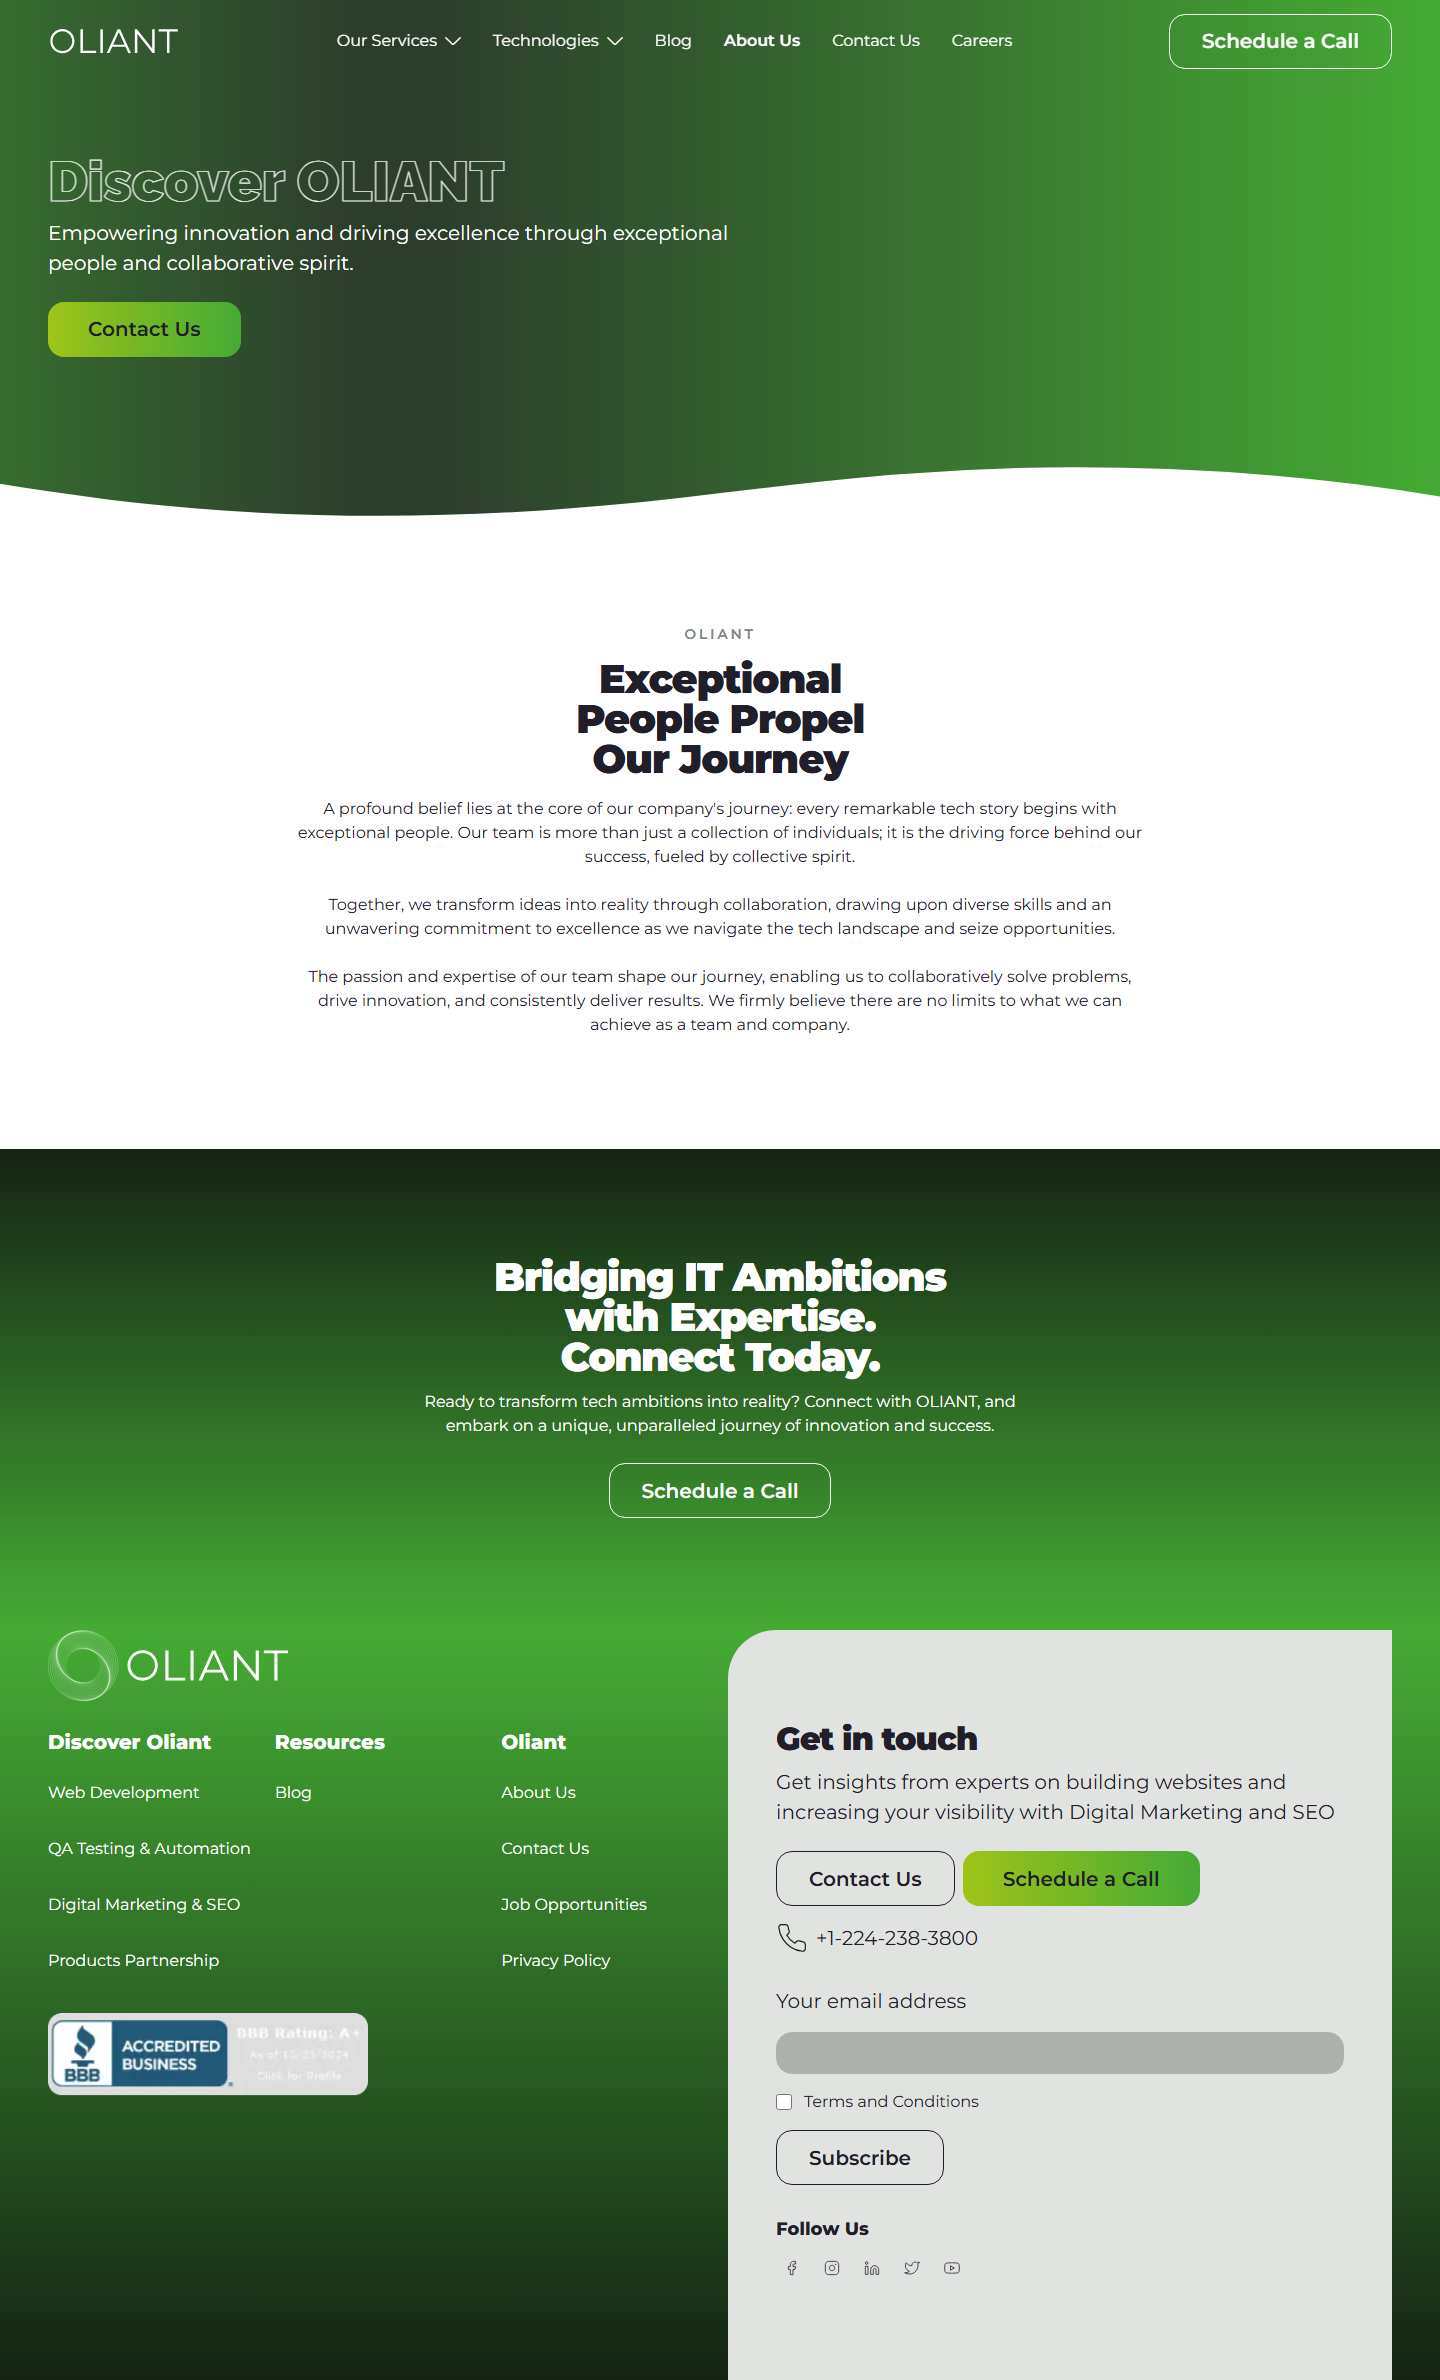 OLIANT
Our Services
Technologies
Blog
About Us
Contact Us
Careers
Schedule a Call
Discover OLIANT
Empowering innovation and driving excellence through exceptional
people and collaborative spirit.
Contact Us
OLIANT
Exceptional
People Propel
Our Journey
A profound belief lies at the core of our company's journey: every remarkable tech story begins with
exceptional people. Our team is more than just a collection of individuals; it is the driving force behind our
success, fueled by collective spirit.
Together, we transform ideas into reality through collaboration, drawing upon diverse skills and an
unwavering commitment to excellence as we navigate the tech landscape and seize opportunities.
The passion and expertise of our team shape our journey, enabling us to collaboratively solve problems,
drive innovation, and consistently deliver results. We firmly believe there are no limits to what we can
achieve as a team and company.
Bridging IT Ambitions
with Expertise.
Connect Today.
Ready to transform tech ambitions into reality? Connect with OLIANT, and
embark on a unique, unparalleled journey of innovation and success.
Schedule a Call
OLIANT
Discover Oliant
Web Development
QA Testing & Automation
Digital Marketing & SEO
Products Partnership
Resources
Blog
Oliant
About Us
Contact Us
Job Opportunities
Privacy Policy
BBB
ACCREDITED
BUSINESS
BBB Rating: A+
Click for Profile
Get in touch
Get insights from experts on building websites and
increasing your visibility with Digital Marketing and SEO
Contact Us
Schedule a Call
+1-224-238-3800
Your email address
Terms and Conditions
Subscribe
Follow Us